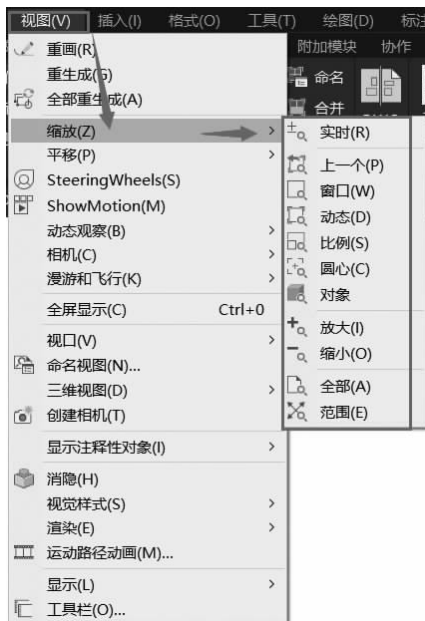 视图(V) 插入(I) 格式(O) 工具(T) 绘图(D) 标注
附加模块 协作
命名
合并
重画(R)
重生成(G)
全部重生成(A)
缩放(Z)
平移(P)
SteeringWheels(S)
ShowMotion(M)
动态观察(B)
相机(C)
漫游和飞行(K)
全屏显示(C) Ctrl+0
视口(V)
命名视图(N)...
三维视图(D)
创建相机(T)
显示注释性对象(I)
消隐(H)
视觉样式(S)
渲染(E)
运动路径动画(M)...
显示(L)
工具栏(O)...
实时(R)
上一个(P)
窗口(W)
动态(D)
比例(S)
圆心(C)
对象
放大(I)
缩小(O)
全部(A)
范围(E)